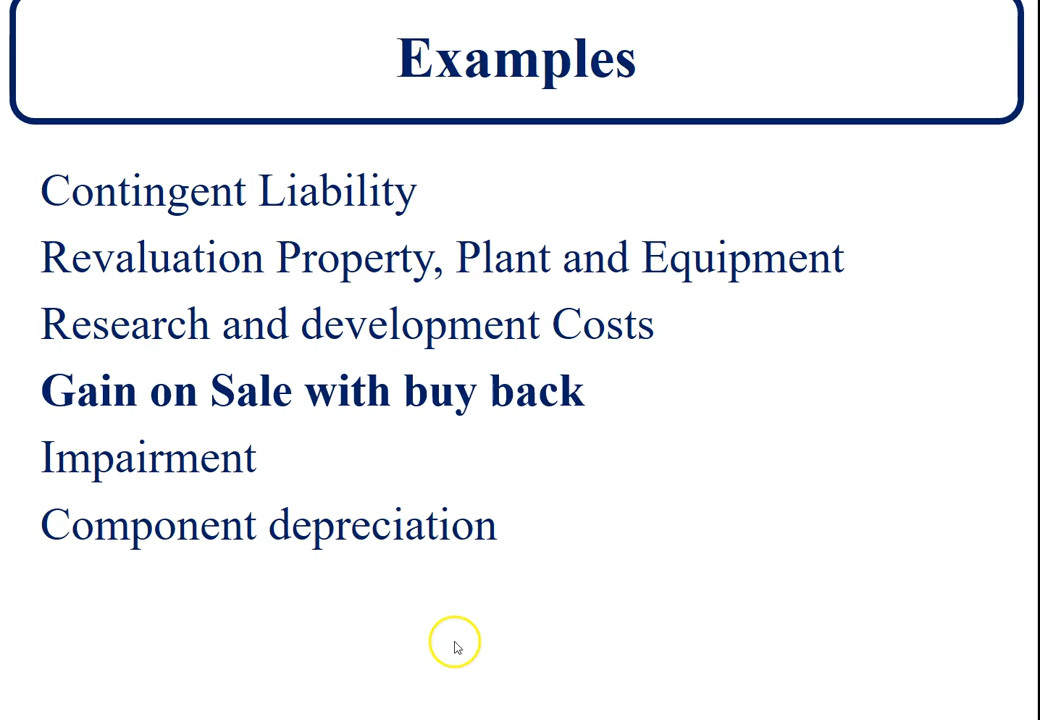 Examples
Contingent Liability
Revaluation Property, Plant and Equipment
Research and development Costs
Gain on Sale with buy back
Impairment
Component depreciation